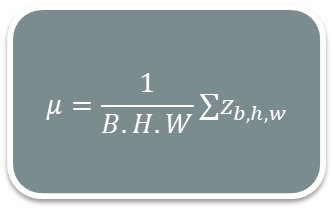 μ = 1/(B.H.W) ∑z_{b,h,w}